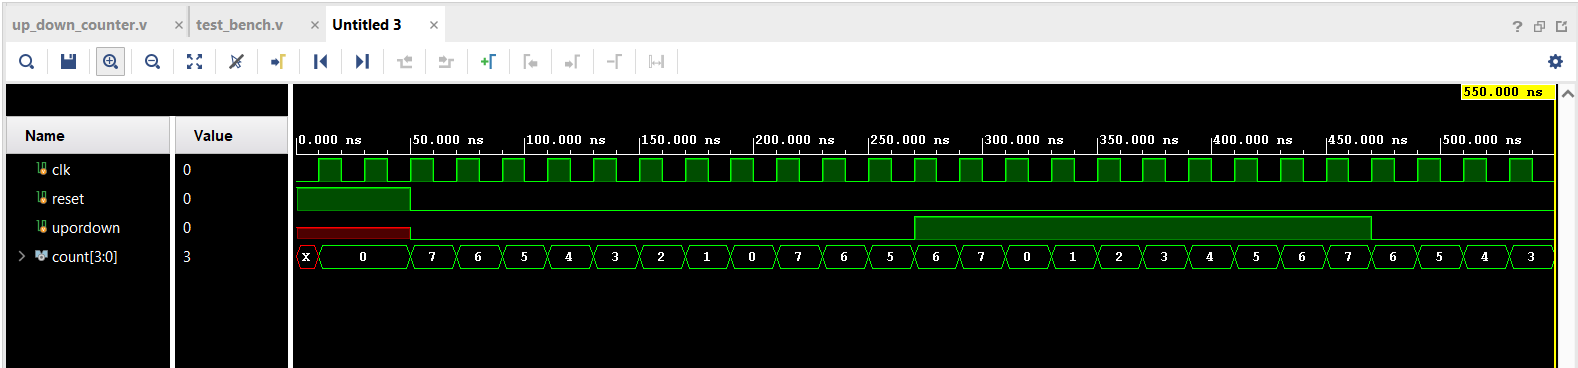 up_down_counter.v × test_bench.v × Untitled 3 ×
?
550.000 ns
Name Value
0.000 ns 50.000 ns 100.000 ns 150.000 ns 200.000 ns 250.000 ns 300.000 ns 350.000 ns 400.000 ns 450.000 ns 500.000 ns
clk 0
reset 0
upordown 0
count[3:0] 3 X 0 7 6 5 4 3 2 1 0 7 6 5 6 7 0 1 2 3 4 5 6 7 6 5 4 3